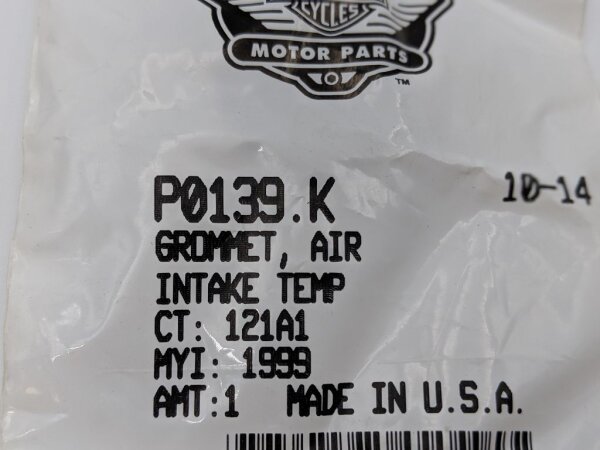 CYCLES
MOTOR PARTS
TM
P0139.K 10-14
GROMMET, AIR
INTAKE TEMP
CT: 121A1
MYI: 1999
AMT:1 MADE IN U.S.A.